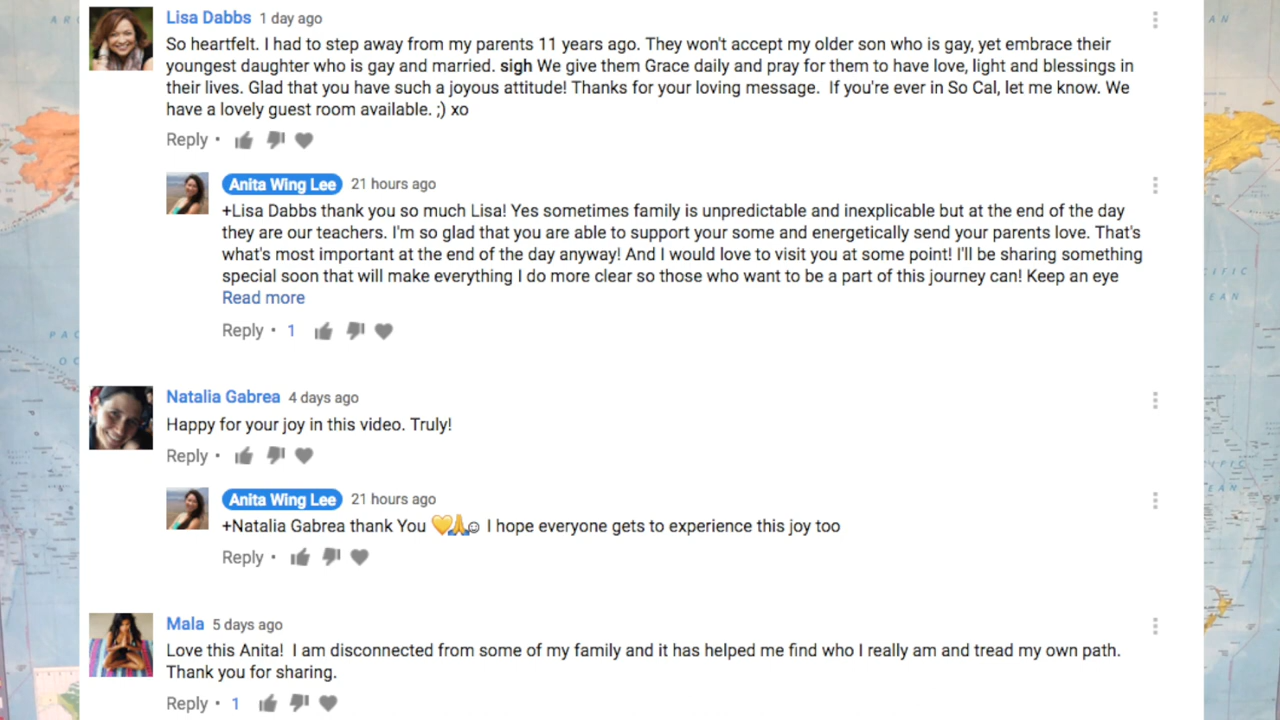 Lisa Dabbs 1 day ago
So heartfelt. I had to step away from my parents 11 years ago. They won't accept my older son who is gay, yet embrace their
youngest daughter who is gay and married. sigh We give them Grace daily and pray for them to have love, light and blessings in
their lives. Glad that you have such a joyous attitude! Thanks for your loving message. If you're ever in So Cal, let me know. We
have a lovely guest room available. ;) xo
Reply •
Anita Wing Lee 21 hours ago
+Lisa Dabbs thank you so much Lisa! Yes sometimes family is unpredictable and inexplicable but at the end of the day
they are our teachers. I'm so glad that you are able to support your some and energetically send your parents love. That's
what's most important at the end of the day anyway! And I would love to visit you at some point! I'll be sharing something
special soon that will make everything I do more clear so those who want to be a part of this journey can! Keep an eye
Read more
Reply • 1
Natalia Gabrea 4 days ago
Happy for your joy in this video. Truly!
Reply •
Anita Wing Lee 21 hours ago
+Natalia Gabrea thank You 💛🙏☺ I hope everyone gets to experience this joy too
Reply •
Mala 5 days ago
Love this Anita! I am disconnected from some of my family and it has helped me find who I really am and tread my own path.
Thank you for sharing.
Reply • 1